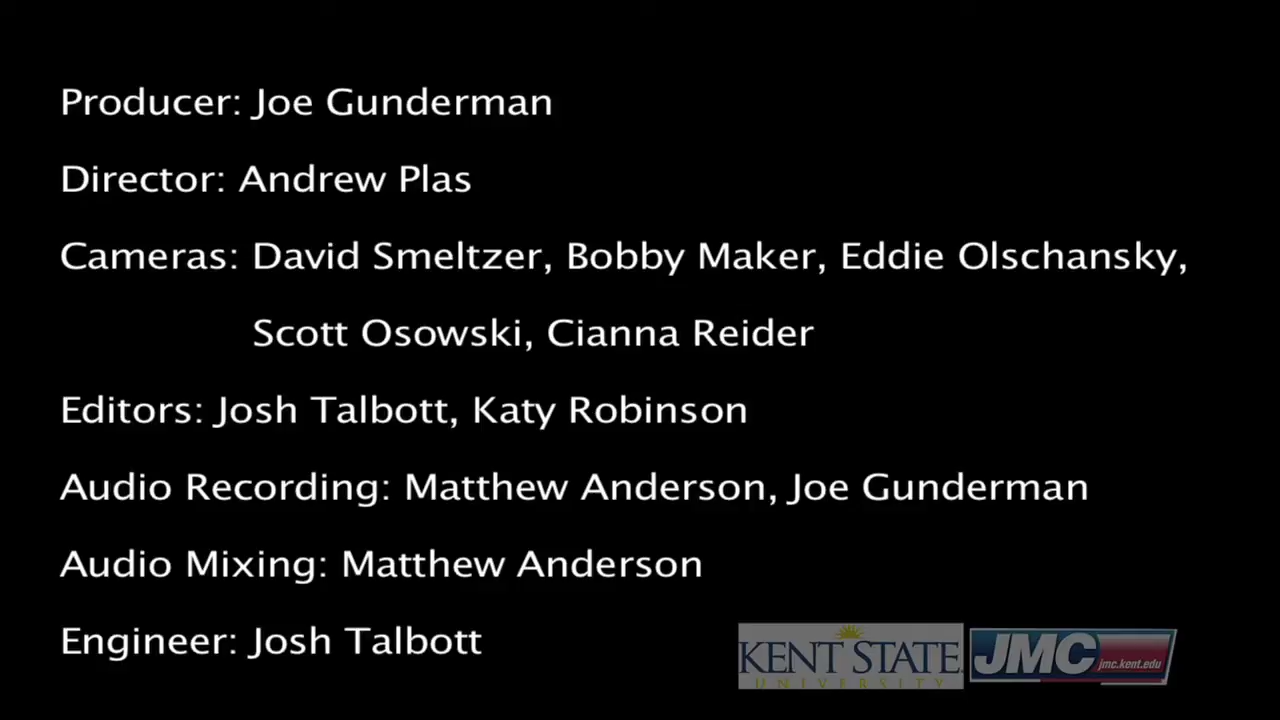 Producer: Joe Gunderman
Director: Andrew Plas
Cameras: David Smeltzer, Bobby Maker, Eddie Olschansky,
Scott Osowski, Cianna Reider
Editors: Josh Talbott, Katy Robinson
Audio Recording: Matthew Anderson, Joe Gunderman
Audio Mixing: Matthew Anderson
Engineer: Josh Talbott
KENT STATE
UNIVERSITY
JMC
jmc.kent.edu